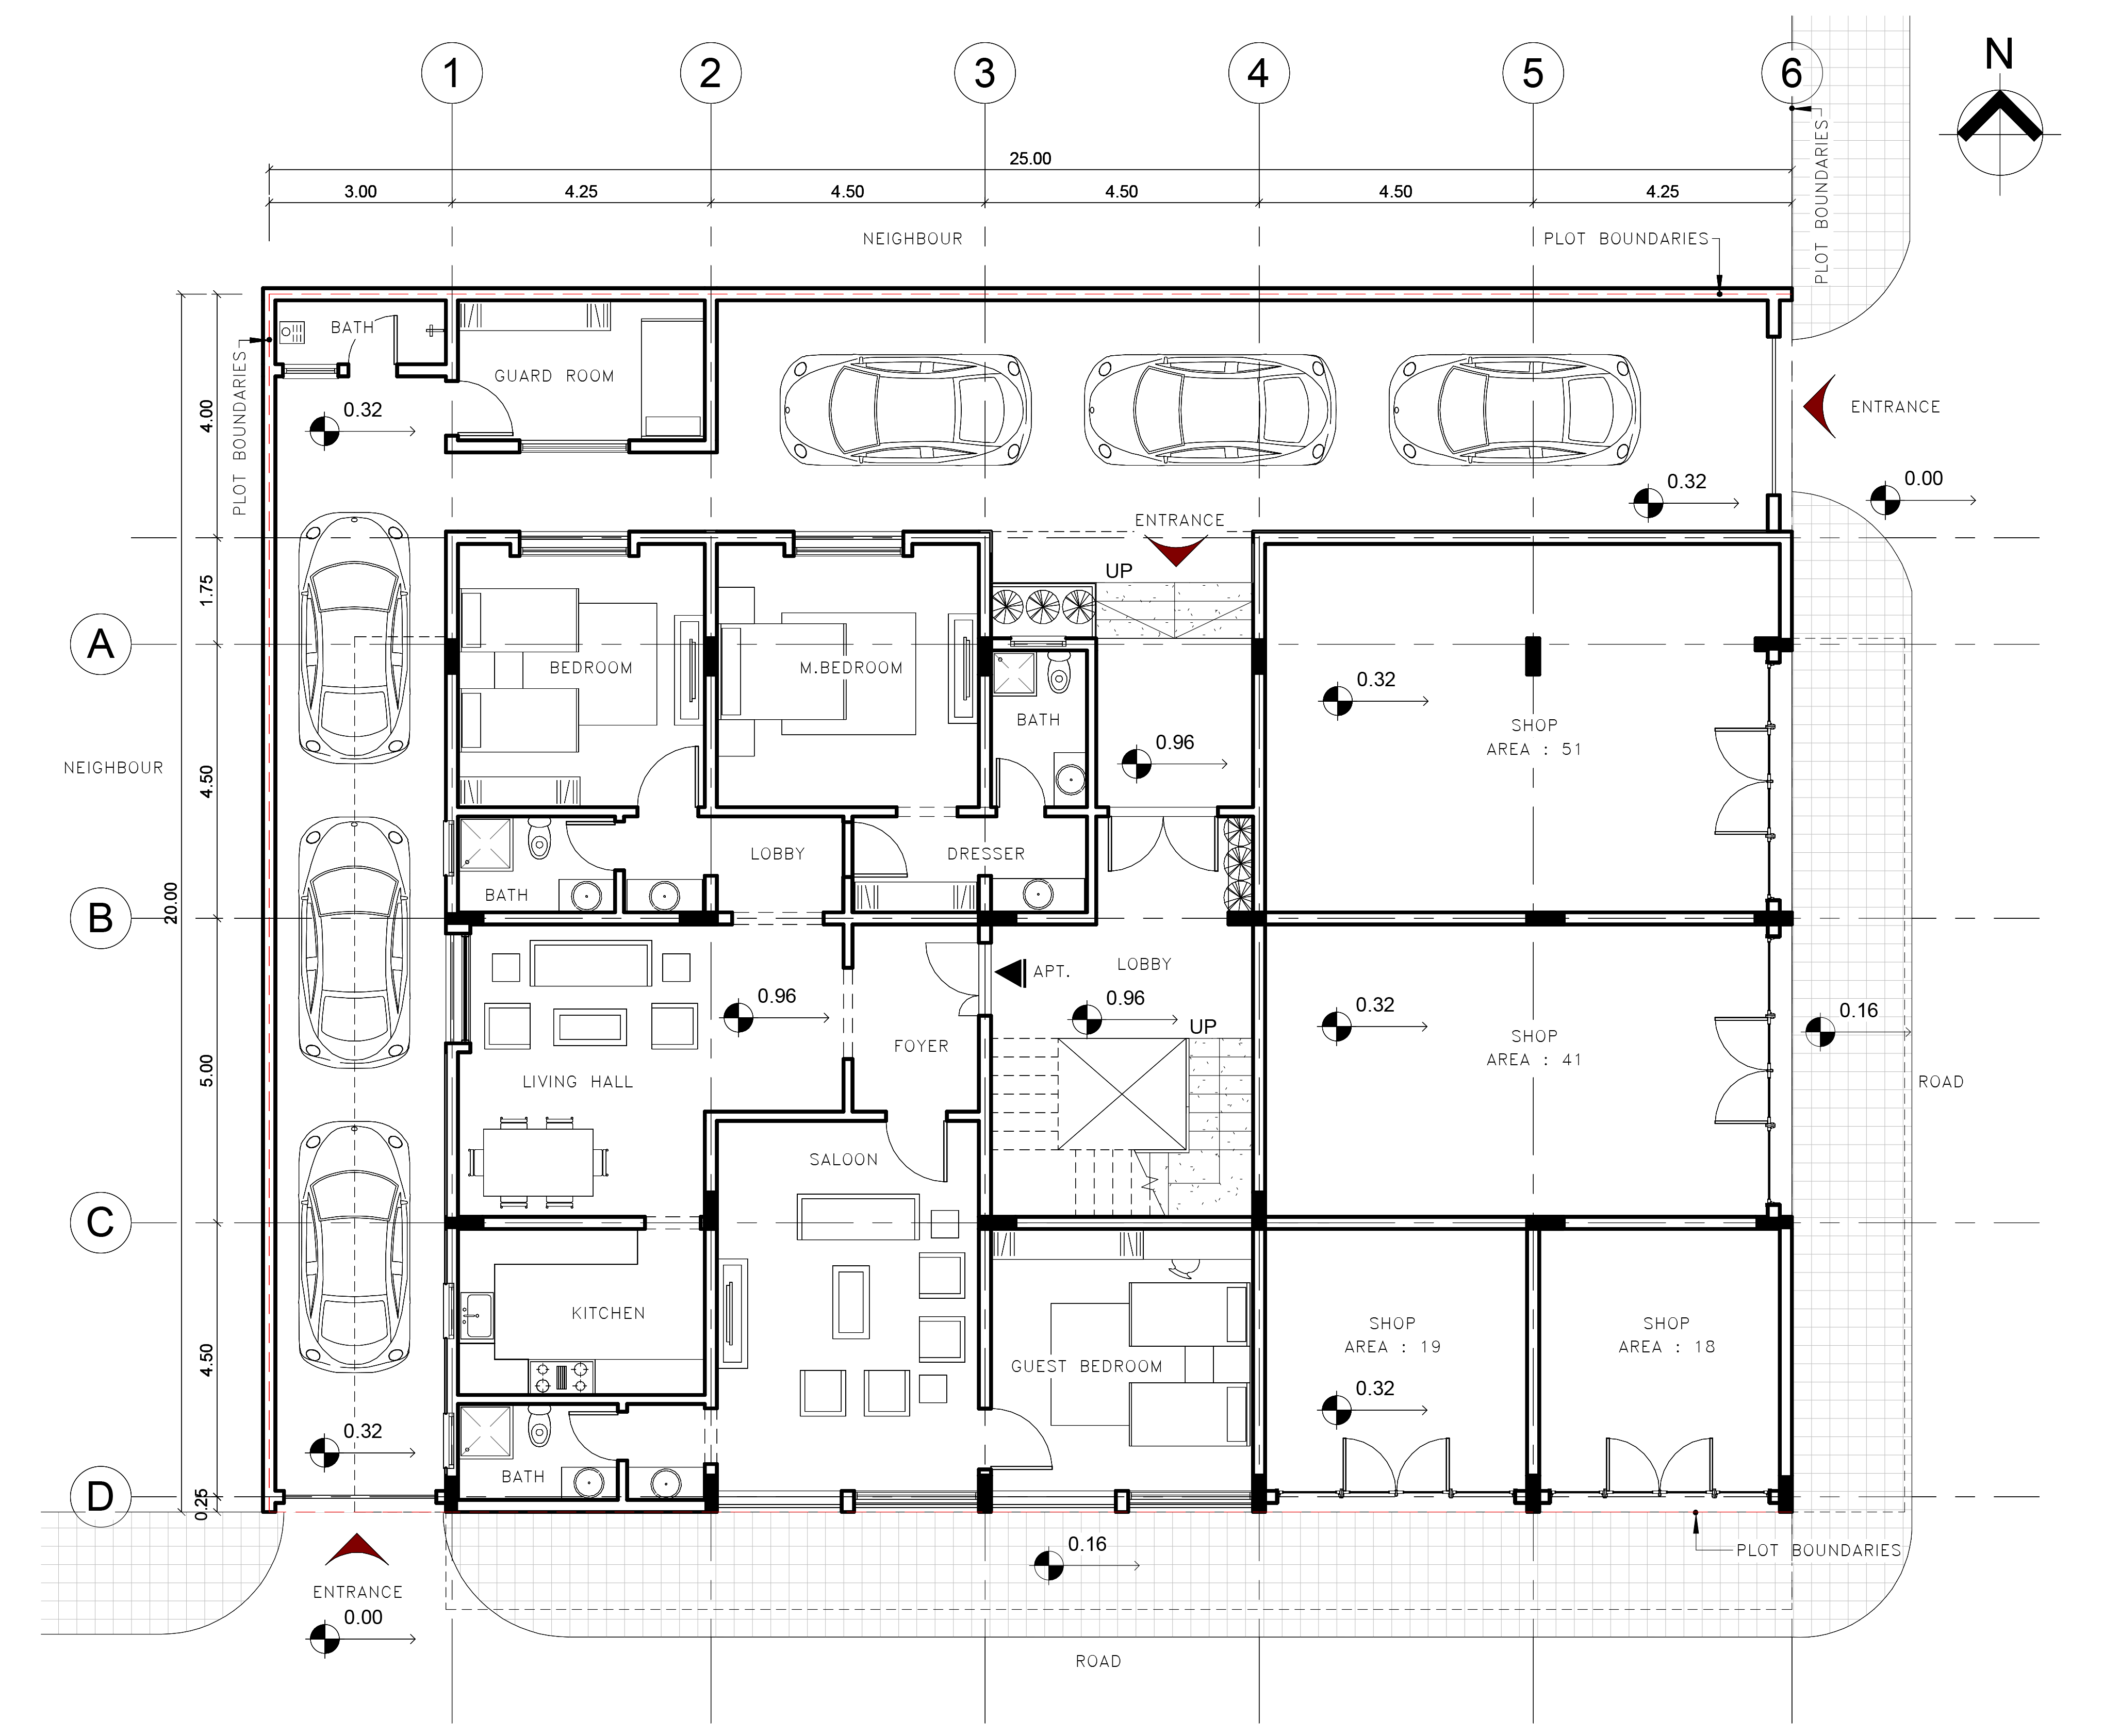 1 2 3 4 5 6 N
25.00
3.00 4.25 4.50 4.50 4.50 4.25
PLOT BOUNDARIES
NEIGHBOUR
PLOT BOUNDARIES
BATH
GUARD ROOM
PLOT BOUNDARIES
4.00
0.32
ENTRANCE
0.32
0.00
ENTRANCE
UP
1.75
A
BEDROOM
M.BEDROOM
0.32
BATH
SHOP
AREA : 51
0.96
NEIGHBOUR
4.50
LOBBY
DRESSER
BATH
20.00
B
APT.
LOBBY
0.96
0.96
UP
0.32
0.16
SHOP
AREA : 41
FOYER
5.00
LIVING HALL
ROAD
SALOON
C
KITCHEN
SHOP
AREA : 19
SHOP
AREA : 18
4.50
GUEST BEDROOM
0.32
0.32
BATH
D
0.25
0.16
PLOT BOUNDARIES
ENTRANCE
0.00
ROAD